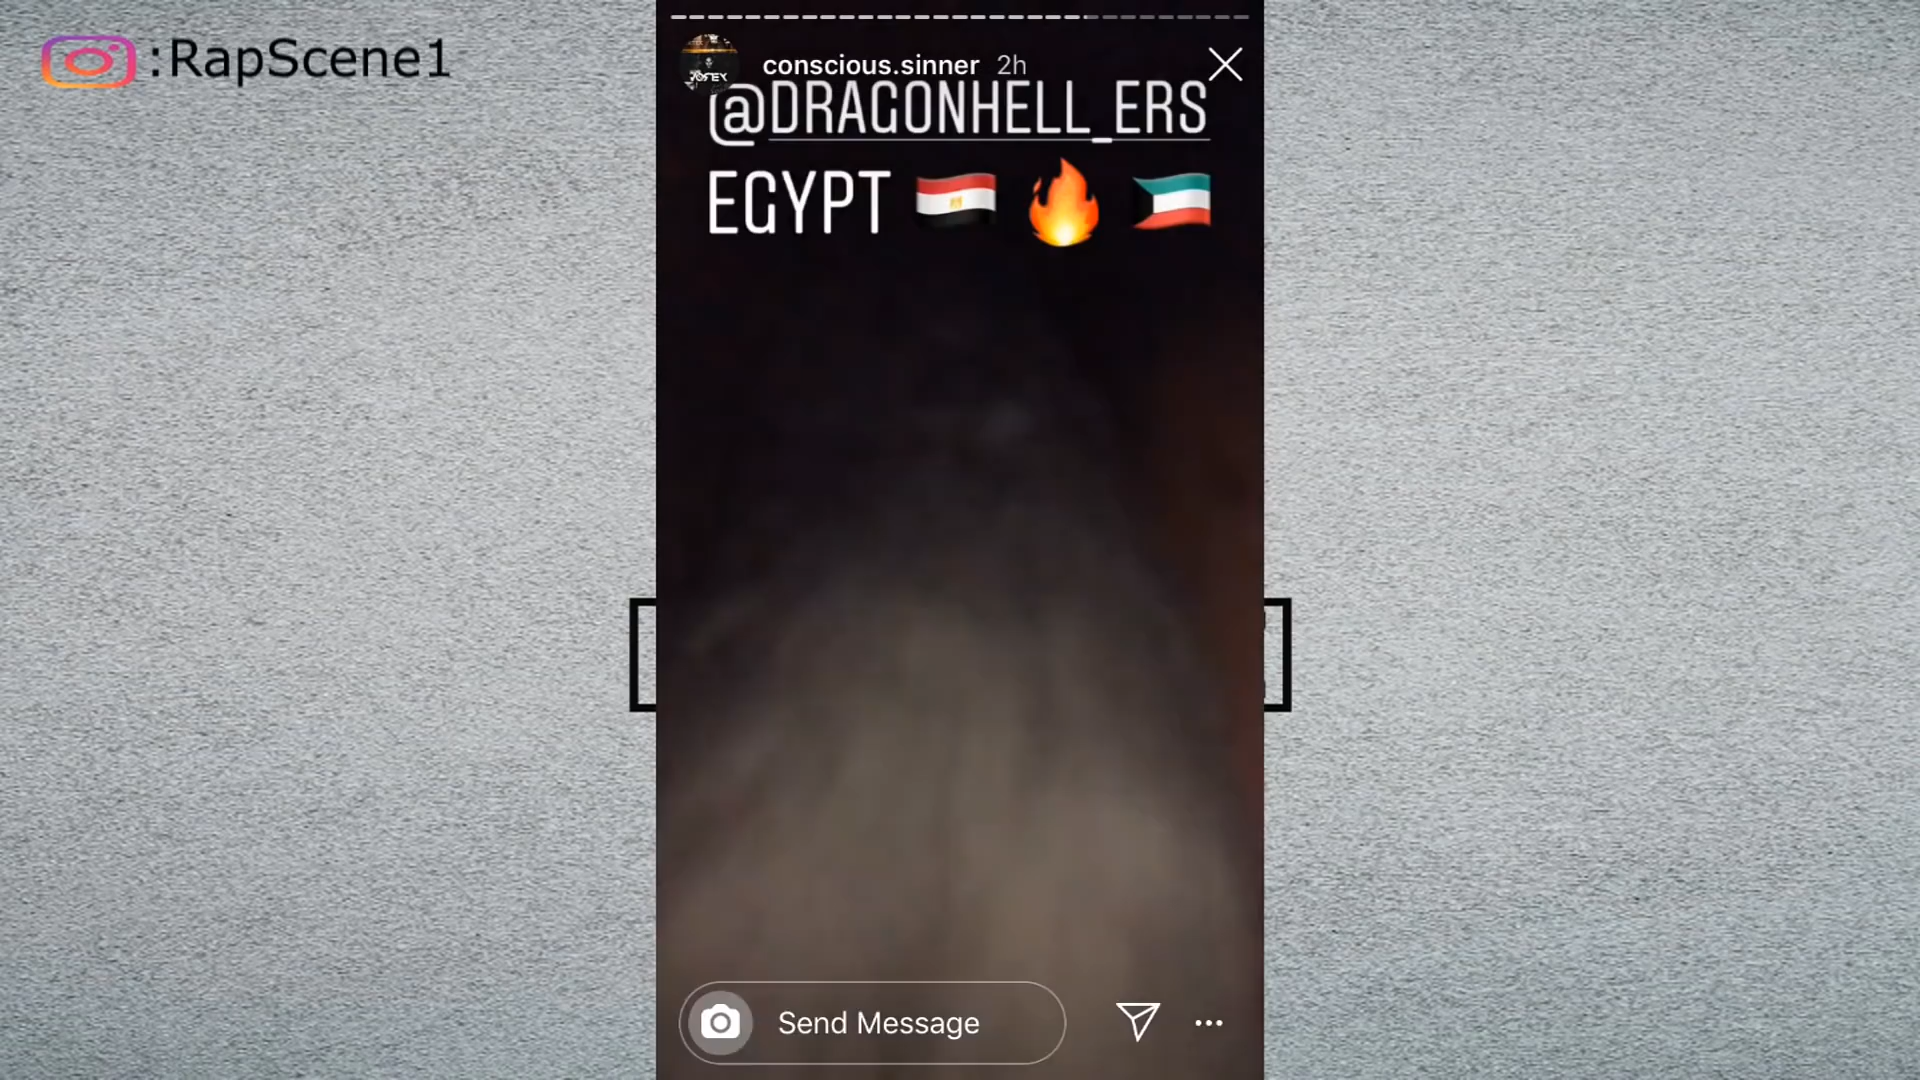 :RapScene1
conscious.sinner 2h
@DRAGONHELL_ERS
EGYPT 🇪🇬 🔥 🇰🇼
Send Message